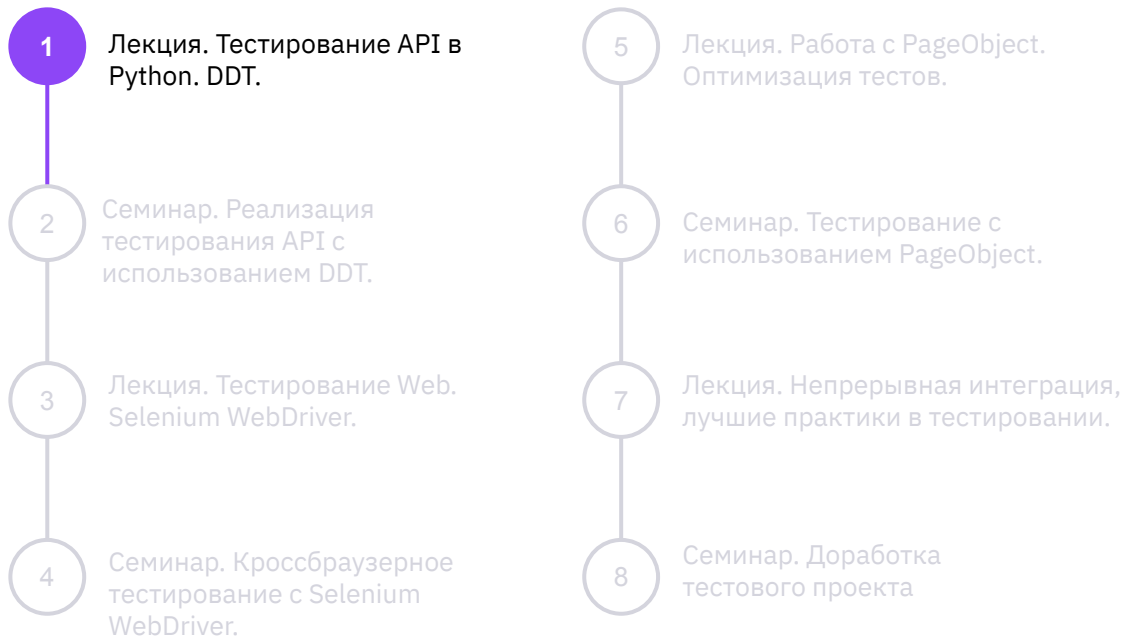 1
Лекция. Тестирование API в
Python. DDT.
2
Семинар. Реализация
тестирования API с
использованием DDT.
3
Лекция. Тестирование Web.
Selenium WebDriver.
4
Семинар. Кроссбраузерное
тестирование с Selenium
WebDriver.
5
Лекция. Работа с PageObject.
Оптимизация тестов.
6
Семинар. Тестирование с
использованием PageObject.
7
Лекция. Непрерывная интеграция,
лучшие практики в тестировании.
8
Семинар. Доработка
тестового проекта